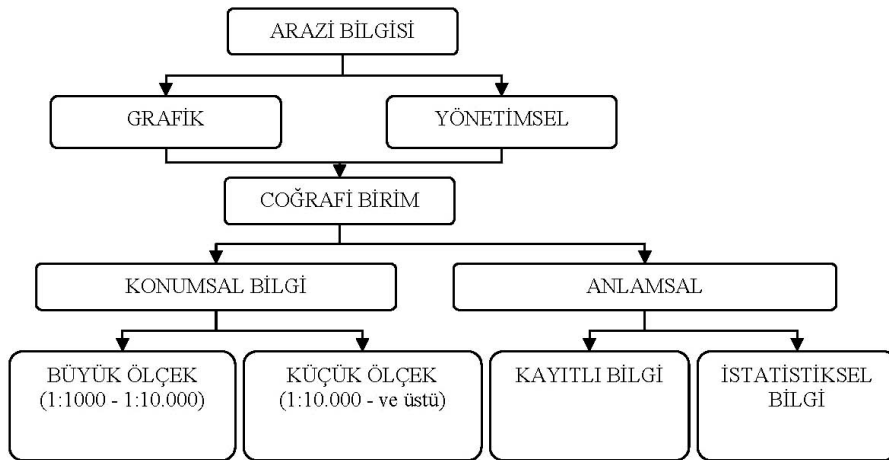 ARAZİ BİLGİSİ
GRAFİK
YÖNETİMSEL
COĞRAFİ BİRİM
KONUMSAL BİLGİ
ANLAMSAL
BÜYÜK ÖLÇEK
(1:1000 - 1:10.000)
KÜÇÜK ÖLÇEK
(1:10.000 - ve üstü)
KAYITLI BİLGİ
İSTATİSTİKSEL
BİLGİ